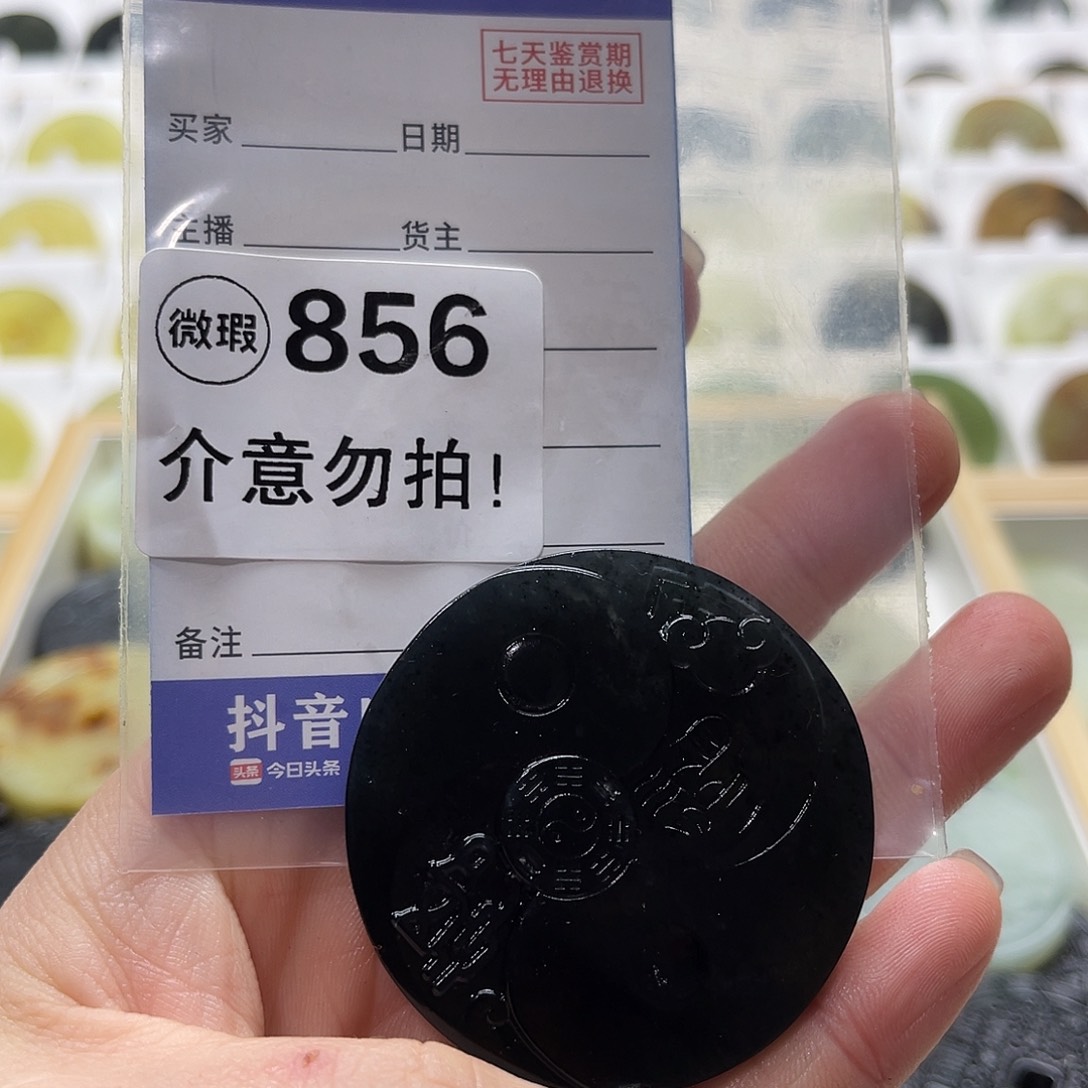 七天鉴赏期
无理由退换
买家 日期
主播 货主
微瑕 856
介意勿拍!
备注
抖音
头条 今日头条